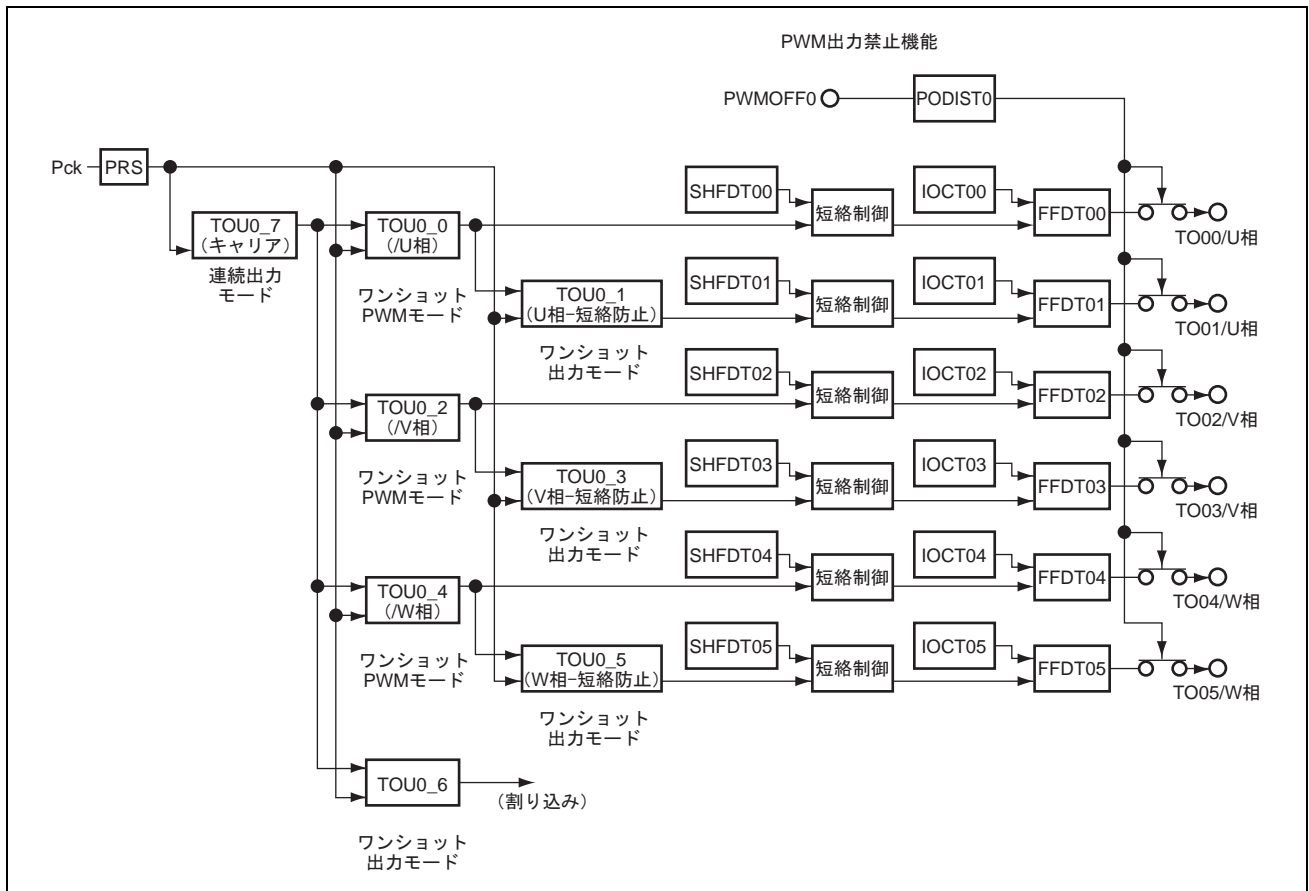 PWM出力禁止機能
PWMOFF0
PODIST0
Pck
PRS
TOU0_7
(キャリア)
連続出力
モード
TOU0_0
(/U相)
ワンショット
PWMモード
SHFDT00
短絡制御
IOCT00
FFDT00
TO00/U相
TOU0_1
(U相-短絡防止)
ワンショット
出力モード
SHFDT01
短絡制御
IOCT01
FFDT01
TO01/U相
TOU0_2
(/V相)
ワンショット
PWMモード
SHFDT02
短絡制御
IOCT02
FFDT02
TO02/V相
TOU0_3
(V相-短絡防止)
ワンショット
出力モード
SHFDT03
短絡制御
IOCT03
FFDT03
TO03/V相
TOU0_4
(/W相)
ワンショット
PWMモード
SHFDT04
短絡制御
IOCT04
FFDT04
TO04/W相
TOU0_5
(W相-短絡防止)
ワンショット
出力モード
SHFDT05
短絡制御
IOCT05
FFDT05
TO05/W相
TOU0_6
(割り込み)
ワンショット
出力モード